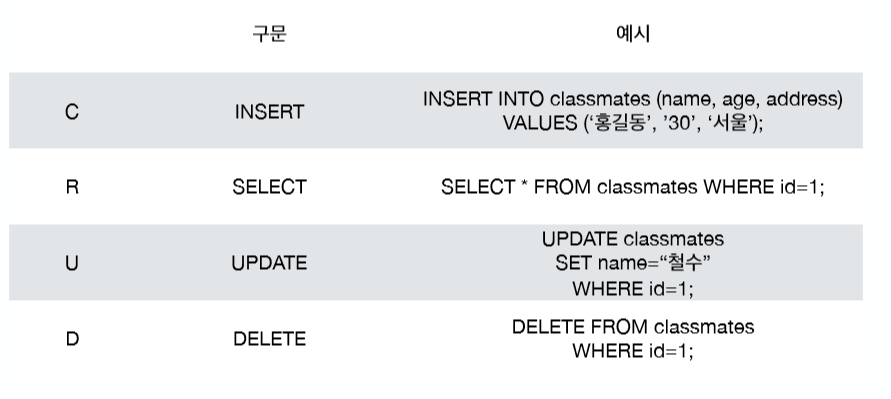 구문 예시
C INSERT INSERT INTO classmates (name, age, address)
VALUES (‘홍길동’, ’30’, ‘서울’);
R SELECT SELECT * FROM classmates WHERE id=1;
U UPDATE UPDATE classmates
SET name=“철수”
WHERE id=1;
D DELETE DELETE FROM classmates
WHERE id=1;